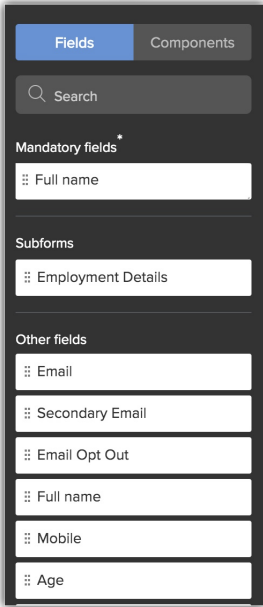 Fields Components
Search
Mandatory fields*
Full name
Subforms
Employment Details
Other fields
Email
Secondary Email
Email Opt Out
Full name
Mobile
Age